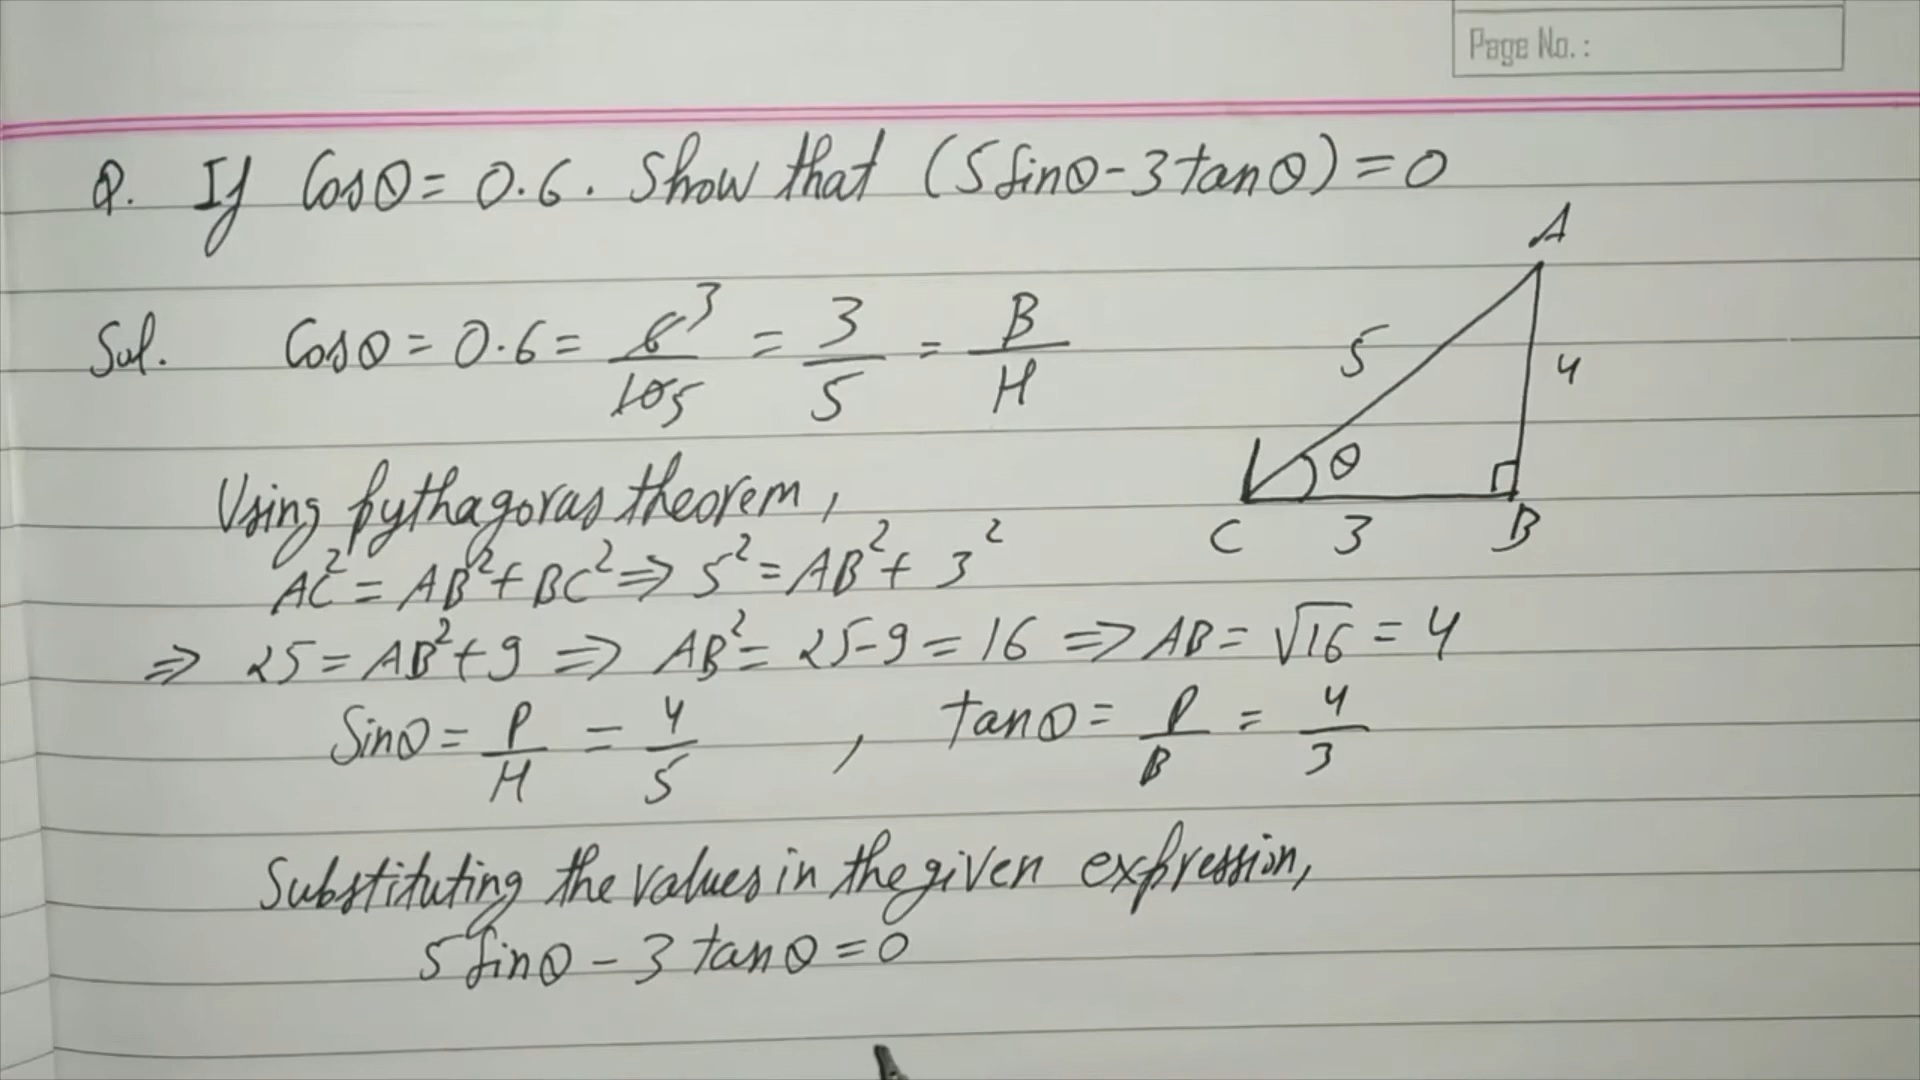 Page No. :
Q. If Cosθ = 0.6. Show that (5 Sinθ - 3 tanθ) = 0
Sol. Cosθ = 0.6 = 6/10 3/5 = 3/5 = B/H
A
5
4
θ
C 3 B
Using pythagoras theorem,
AC² = AB² + BC² ⇒ 5² = AB² + 3²
⇒ 25 = AB² + 9 ⇒ AB² = 25 - 9 = 16 ⇒ AB = √16 = 4
Sinθ = P/H = 4/5 , tanθ = P/B = 4/3
Substituting the values in the given expression,
5 Sinθ - 3 tanθ = 0